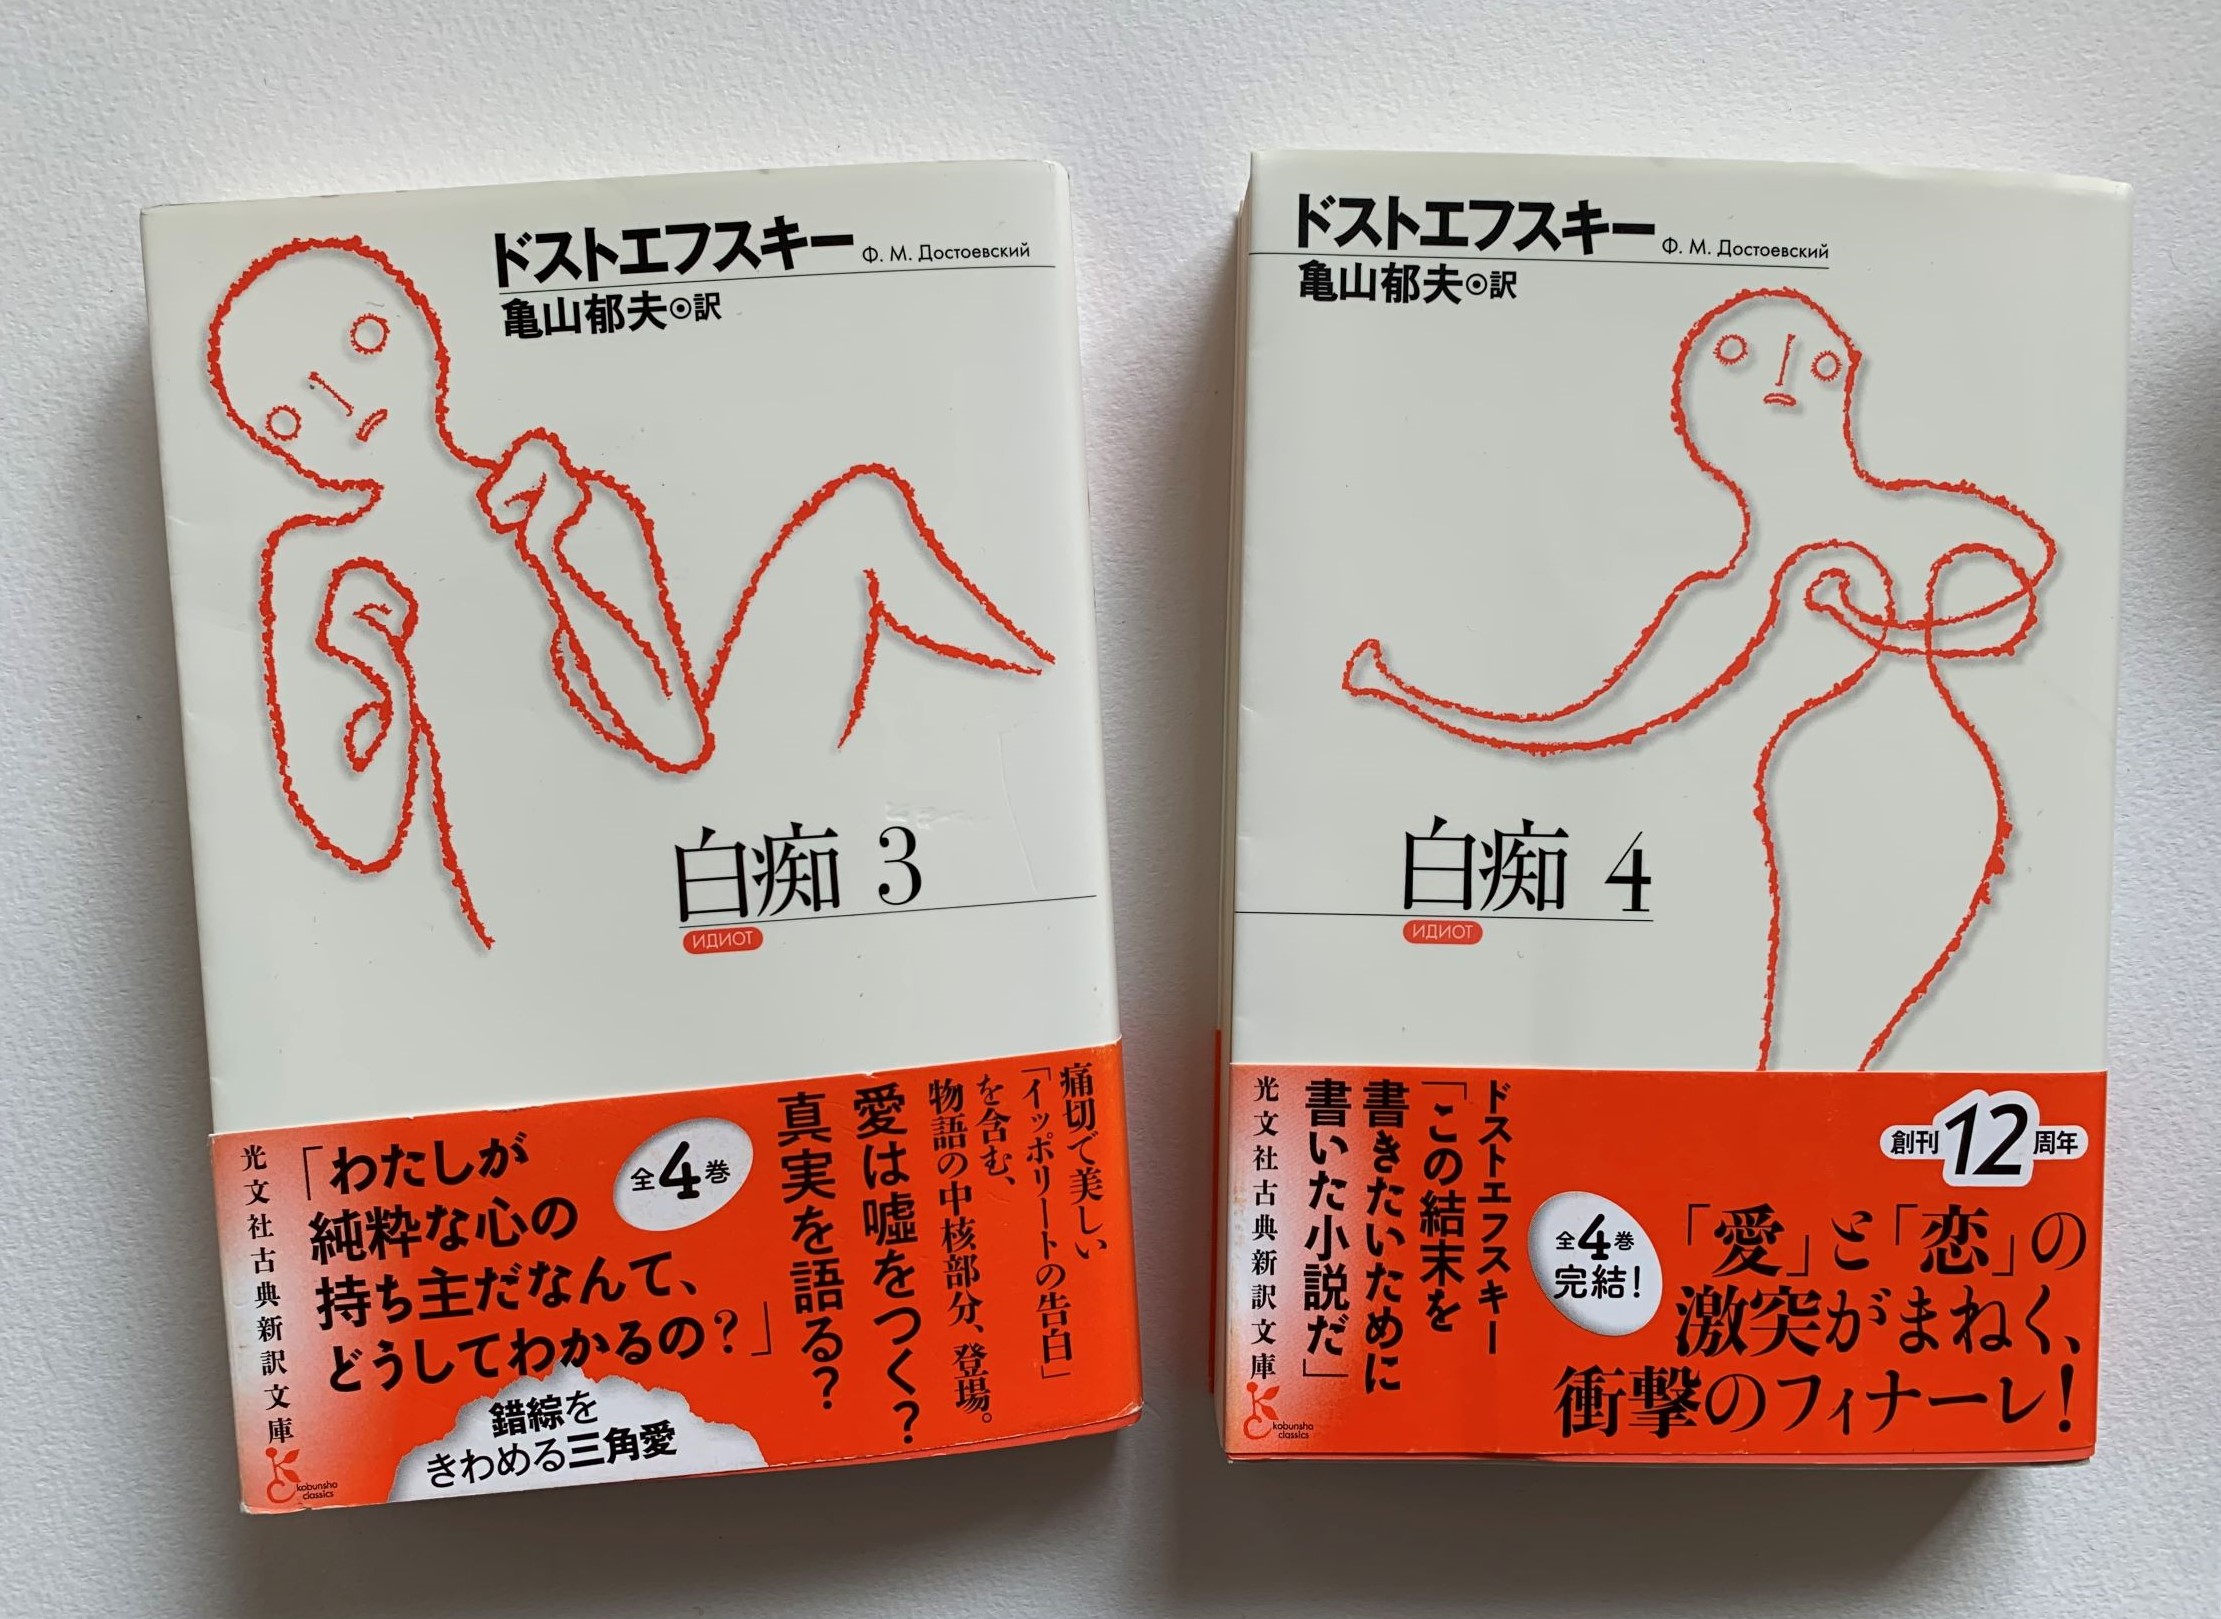 ドストエフスキー Ф. М. Достоевский
亀山郁夫◉訳
白痴 3
ИДИОТ
痛切で美しい
「イッポリートの告白」
を含む、
物語の中核部分、登場。
愛は嘘をつく?
真実を語る?
全4巻
「わたしが
純粋な心の
持ち主だなんて、
どうしてわかるの?」
錯綜を
きわめる三角愛
光文社古典新訳文庫
kobunsha
classics
ドストエフスキー Ф. М. Достоевский
亀山郁夫◉訳
白痴 4
ИДИОТ
創刊12周年
「愛」と「恋」の
激突がまねく、
衝撃のフィナーレ!
全4巻
完結!
ドストエフスキー
「この結末を
書きたいために
書いた小説だ」
光文社古典新訳文庫
kobunsha
classics